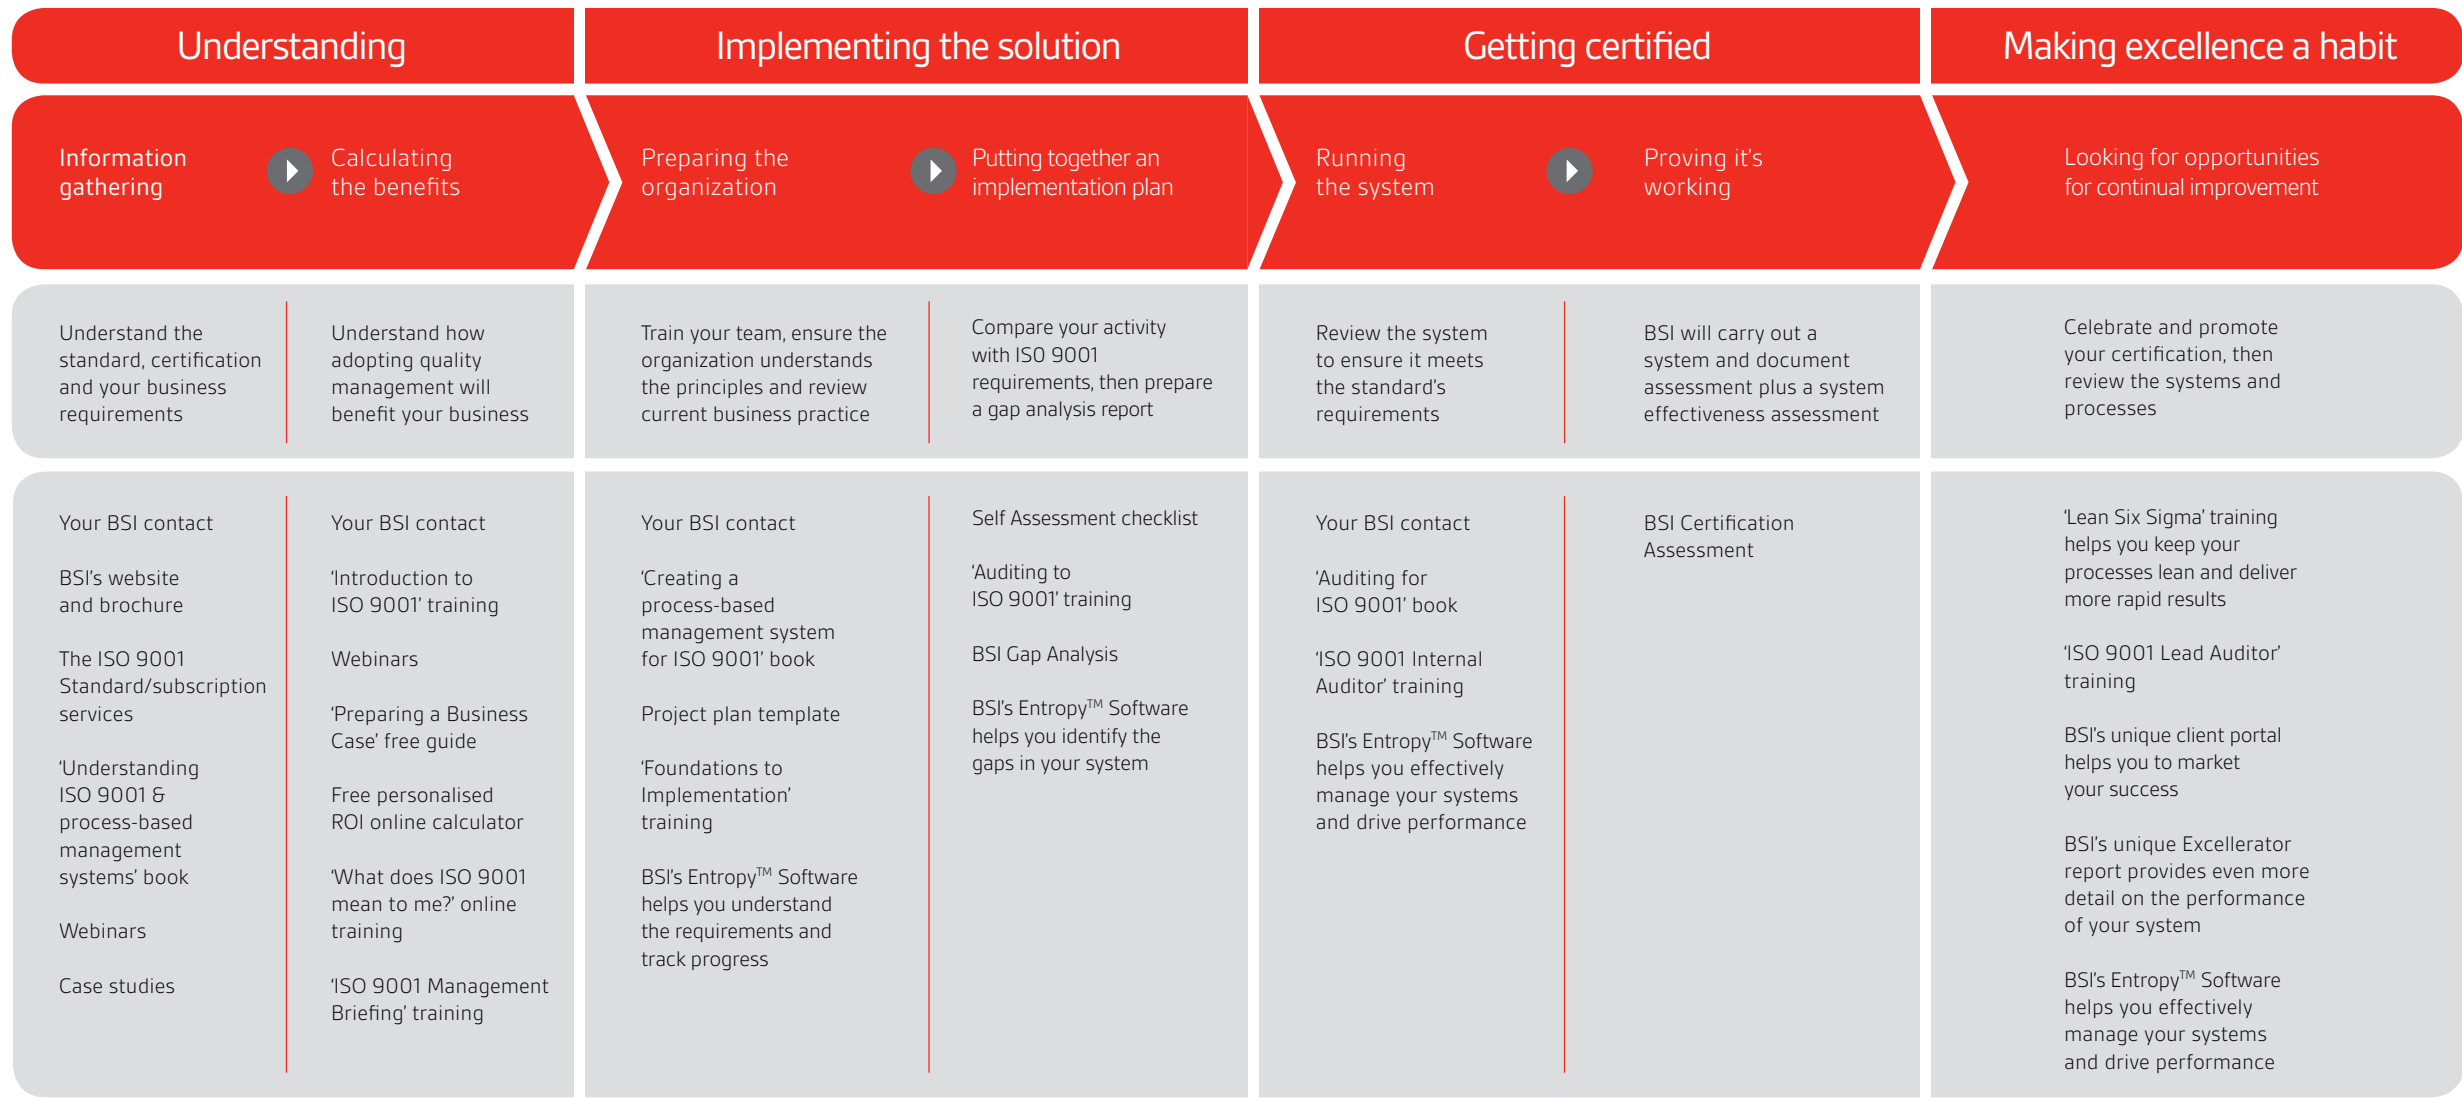 Understanding
Implementing the solution
Getting certified
Making excellence a habit
Information
gathering
Calculating
the benefits
Preparing the
organization
Putting together an
implementation plan
Running
the system
Proving it's
working
Looking for opportunities
for continual improvement
Understand the
standard, certification
and your business
requirements
Understand how
adopting quality
management will
benefit your business
Train your team, ensure the
organization understands
the principles and review
current business practice
Compare your activity
with ISO 9001
requirements, then prepare
a gap analysis report
Review the system
to ensure it meets
the standard's
requirements
BSI will carry out a
system and document
assessment plus a system
effectiveness assessment
Celebrate and promote
your certification, then
review the systems and
processes
Your BSI contact
BSI's website
and brochure
The ISO 9001
Standard/subscription
services
‘Understanding
ISO 9001 &
process-based
management
systems’ book
Webinars
Case studies
Your BSI contact
‘Introduction to
ISO 9001’ training
Webinars
‘Preparing a Business
Case’ free guide
Free personalised
ROI online calculator
‘What does ISO 9001
mean to me?’ online
training
‘ISO 9001 Management
Briefing’ training
Your BSI contact
‘Creating a
process-based
management system
for ISO 9001’ book
Project plan template
‘Foundations to
Implementation’
training
BSI's Entropy™ Software
helps you understand
the requirements and
track progress
Self Assessment checklist
‘Auditing to
ISO 9001’ training
BSI Gap Analysis
BSI's Entropy™ Software
helps you identify the
gaps in your system
Your BSI contact
‘Auditing for
ISO 9001’ book
‘ISO 9001 Internal
Auditor’ training
BSI's Entropy™ Software
helps you effectively
manage your systems
and drive performance
BSI Certification
Assessment
‘Lean Six Sigma’ training
helps you keep your
processes lean and deliver
more rapid results
‘ISO 9001 Lead Auditor’
training
BSI's unique client portal
helps you to market
your success
BSI's unique Excellerator
report provides even more
detail on the performance
of your system
BSI's Entropy™ Software
helps you effectively
manage your systems
and drive performance